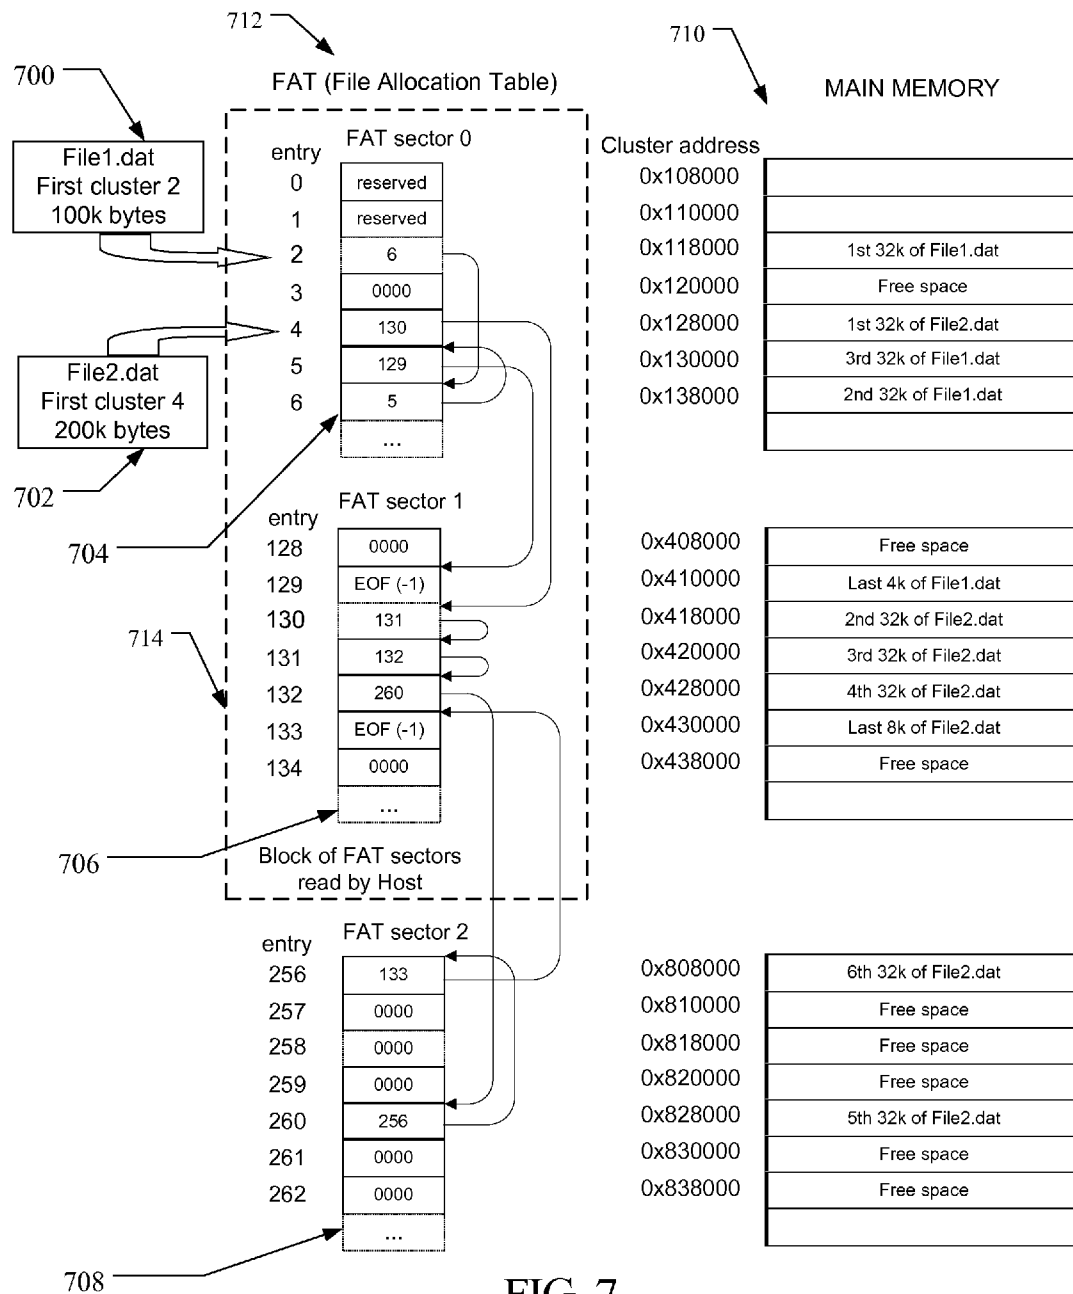 712
710
700
FAT (File Allocation Table)
MAIN MEMORY
File1.dat
First cluster 2
100k bytes
entry
FAT sector 0
Cluster address
0
reserved
0x108000
1
reserved
0x110000
2
6
0x118000
1st 32k of File1.dat
3
0000
0x120000
Free space
4
130
0x128000
1st 32k of File2.dat
File2.dat
First cluster 4
200k bytes
5
129
0x130000
3rd 32k of File1.dat
6
5
0x138000
2nd 32k of File1.dat
...
702
704
entry
FAT sector 1
128
0000
0x408000
Free space
129
EOF (-1)
0x410000
Last 4k of File1.dat
130
131
0x418000
2nd 32k of File2.dat
714
131
132
0x420000
3rd 32k of File2.dat
132
260
0x428000
4th 32k of File2.dat
133
EOF (-1)
0x430000
Last 8k of File2.dat
134
0000
0x438000
Free space
...
706
Block of FAT sectors
read by Host
entry
FAT sector 2
256
133
0x808000
6th 32k of File2.dat
257
0000
0x810000
Free space
258
0000
0x818000
Free space
259
0000
0x820000
Free space
260
256
0x828000
5th 32k of File2.dat
261
0000
0x830000
Free space
262
0000
0x838000
Free space
...
708
FIG. 7